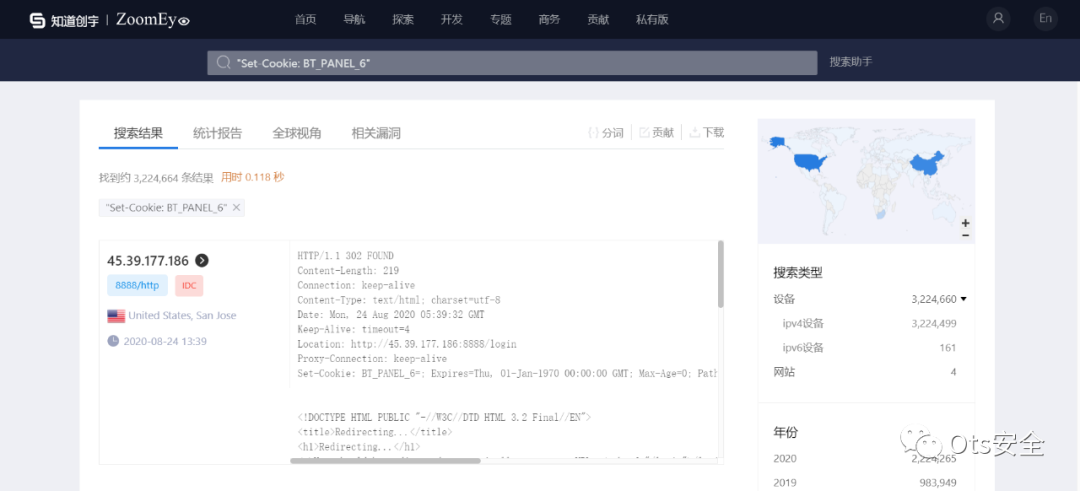 知道创宇 | ZoomEye 首页 导航 探索 开发 专题 商务 贡献 私有版 En
"Set-Cookie: BT_PANEL_6" 搜索助手
搜索结果 统计报告 全球视角 相关漏洞 分词 贡献 下载
找到约 3,224,664 条结果 用时 0.118 秒
"Set-Cookie: BT_PANEL_6" ×
45.39.177.186
8888/http IDC
United States, San Jose
2020-08-24 13:39
HTTP/1.1 302 FOUND
Content-Length: 219
Connection: keep-alive
Content-Type: text/html; charset=utf-8
Date: Mon, 24 Aug 2020 05:39:32 GMT
Keep-Alive: timeout=4
Location: http://45.39.177.186:8888/login
Proxy-Connection: keep-alive
Set-Cookie: BT_PANEL_6=; Expires=Thu, 01-Jan-1970 00:00:00 GMT; Max-Age=0; Path
<!DOCTYPE HTML PUBLIC "-//W3C//DTD HTML 3.2 Final//EN">
<title>Redirecting...</title>
<h1>Redirecting...</h1>
+
−
搜索类型
设备 3,224,660
ipv4设备 3,224,499
ipv6设备 161
网站 4
年份
2020 2,224,265
2019 983,949
Ots安全